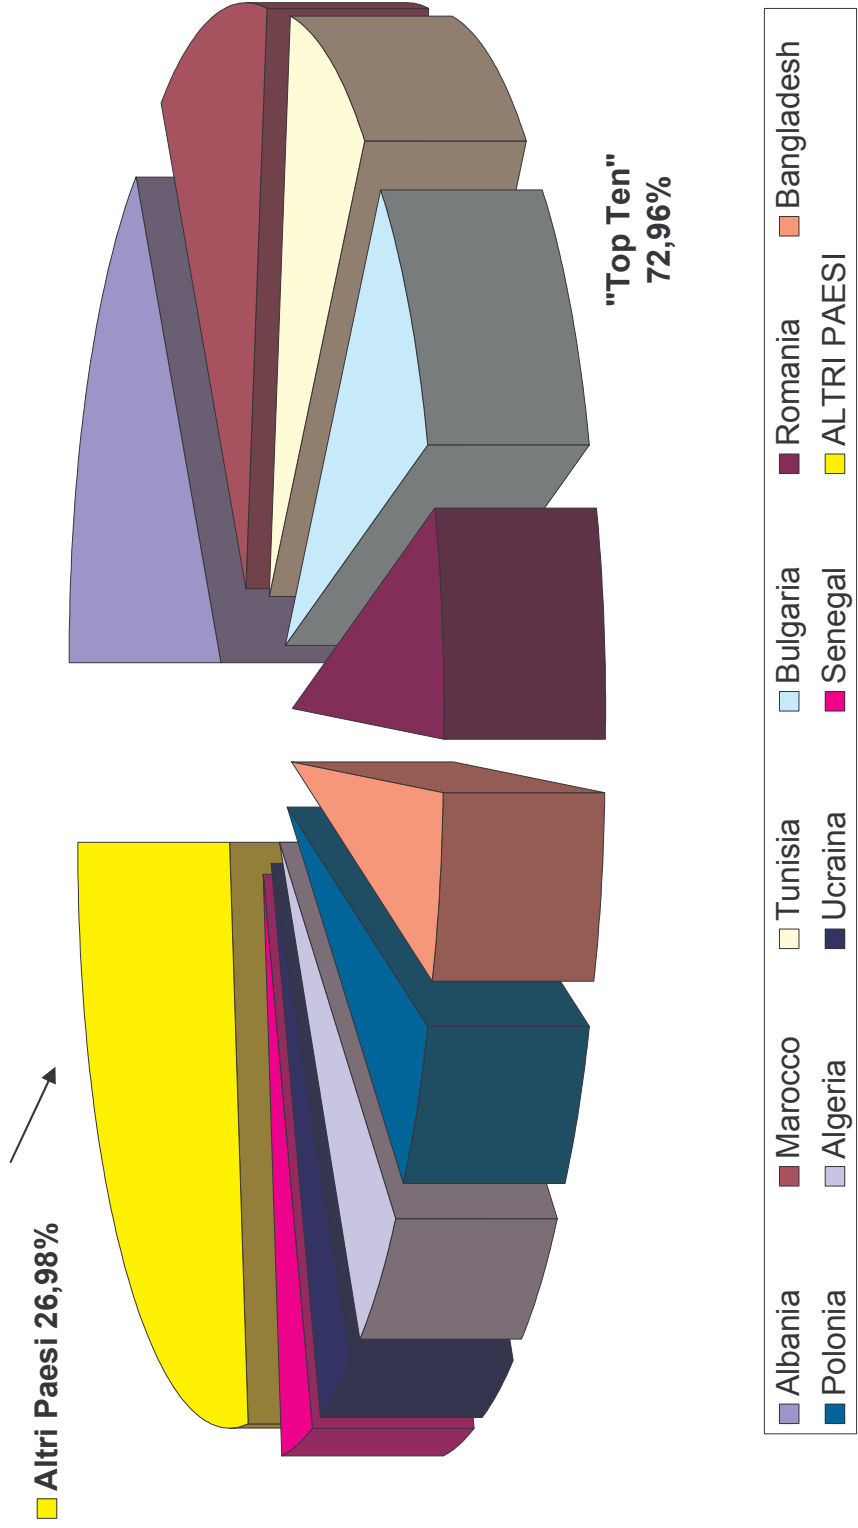 Altri Paesi 26,98%
"Top Ten"
72,96%
Albania Marocco Tunisia Bulgaria Romania Bangladesh
Polonia Algeria Ucraina Senegal ALTRI PAESI